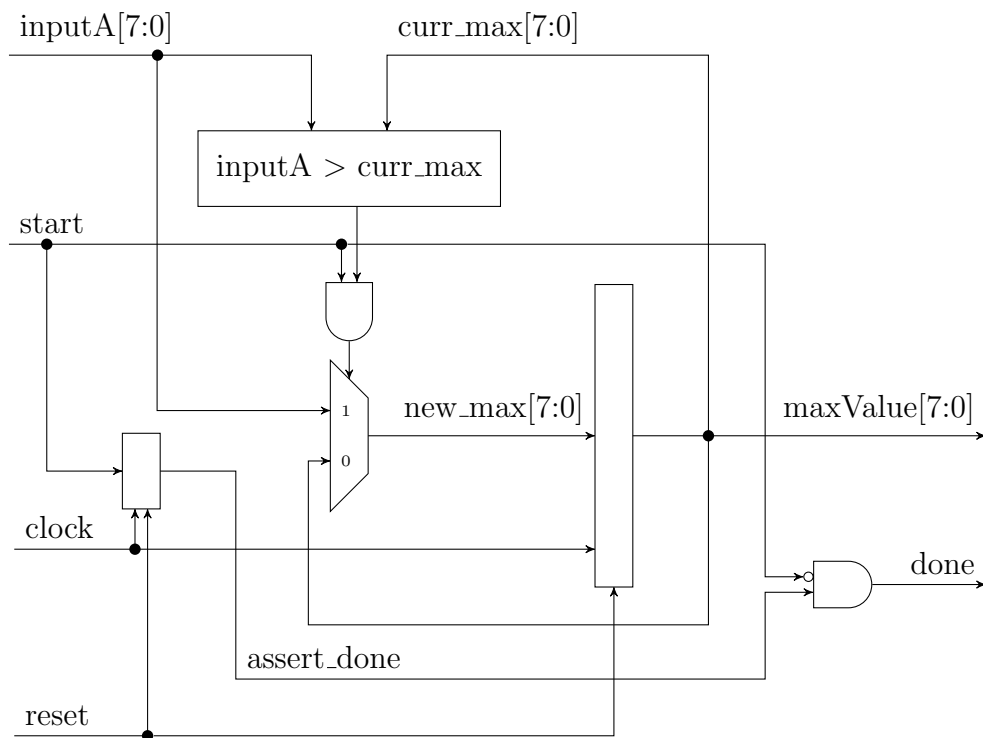 inputA[7:0]
curr_max[7:0]
inputA > curr_max
start
1
new_max[7:0]
maxValue[7:0]
0
clock
done
assert_done
reset